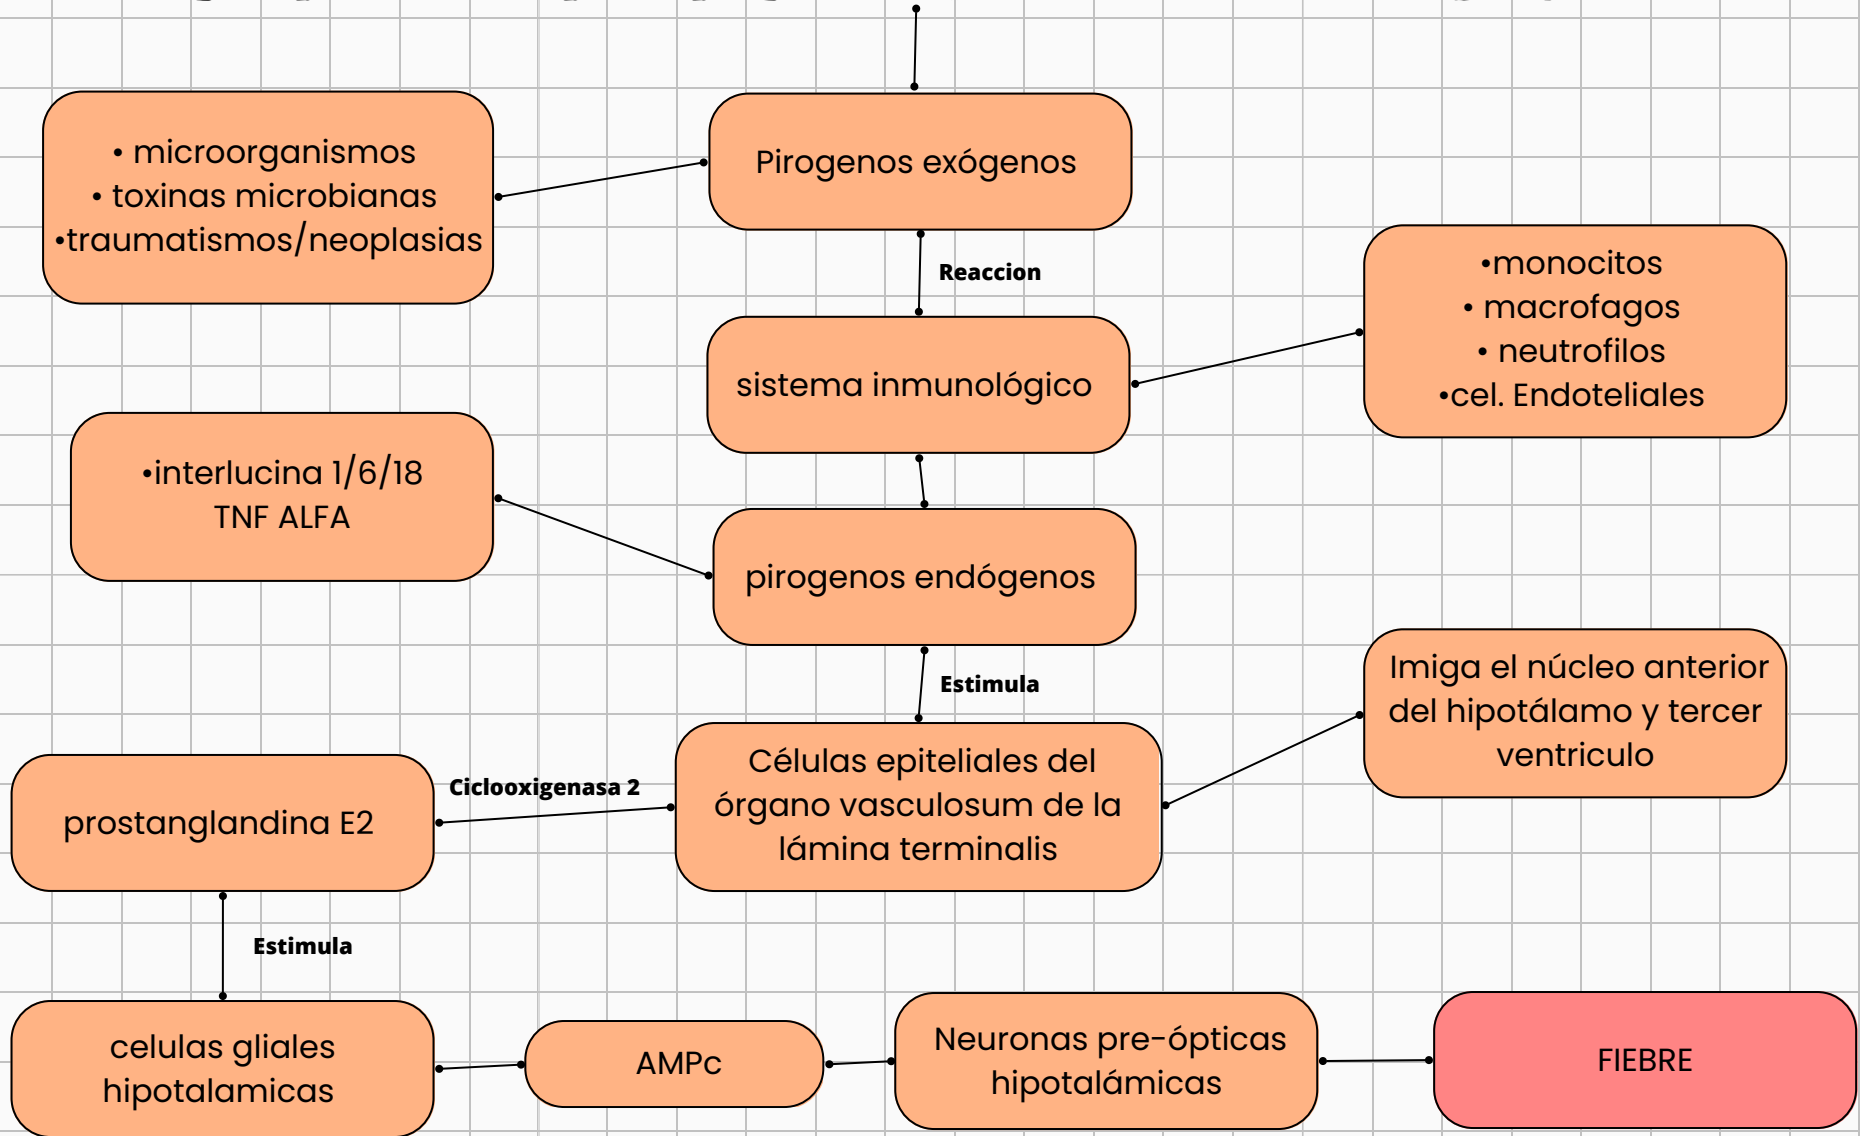 • microorganismos
• toxinas microbianas
•traumatismos/neoplasias
Pirogenos exógenos
Reaccion
•monocitos
• macrofagos
• neutrofilos
•cel. Endoteliales
sistema inmunológico
•interlucina 1/6/18
TNF ALFA
pirogenos endógenos
Estimula
Imiga el núcleo anterior
del hipotálamo y tercer
ventriculo
Células epiteliales del
órgano vasculosum de la
lámina terminalis
Ciclooxigenasa 2
prostanglandina E2
Estimula
celulas gliales
hipotalamicas
AMPc
Neuronas pre-ópticas
hipotalámicas
FIEBRE